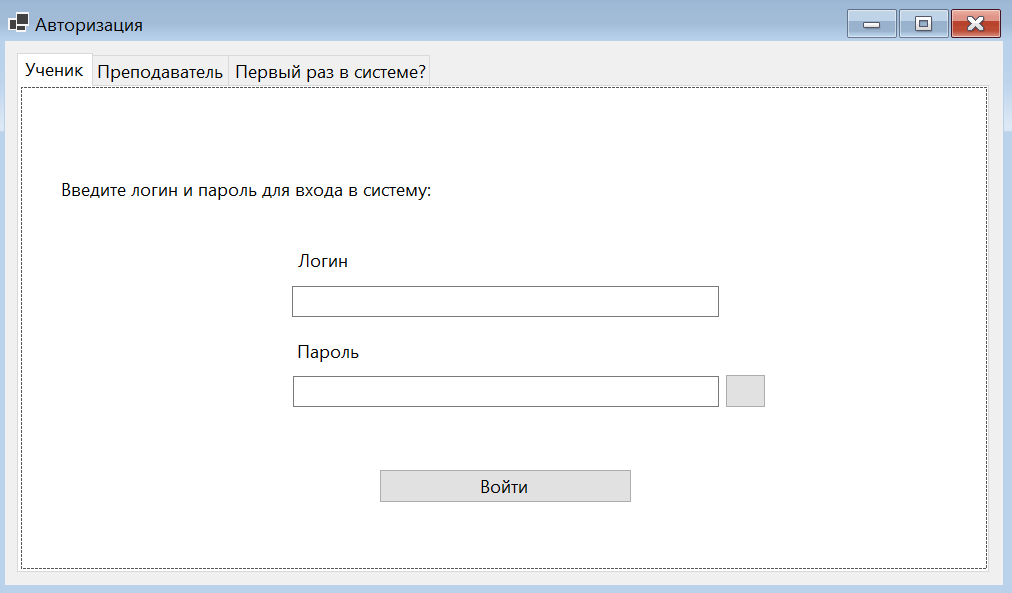 Авторизация
Ученик Преподаватель Первый раз в системе?
Введите логин и пароль для входа в систему:
Логин
Пароль
Войти